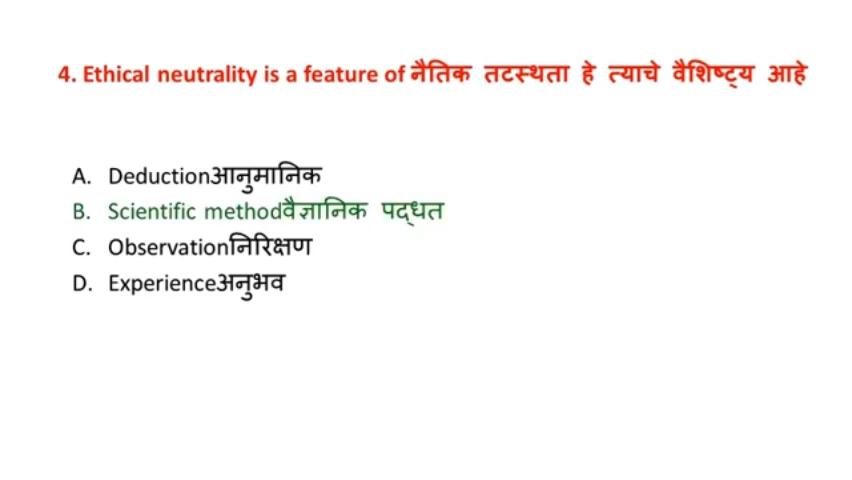 4. Ethical neutrality is a feature of नैतिक तटस्थता हे त्याचे वैशिष्ट्य आहे
A. Deductionआनुमानिक
B. Scientific methodवैज्ञानिक पद्धत
C. Observationनिरिक्षण
D. Experienceअनुभव